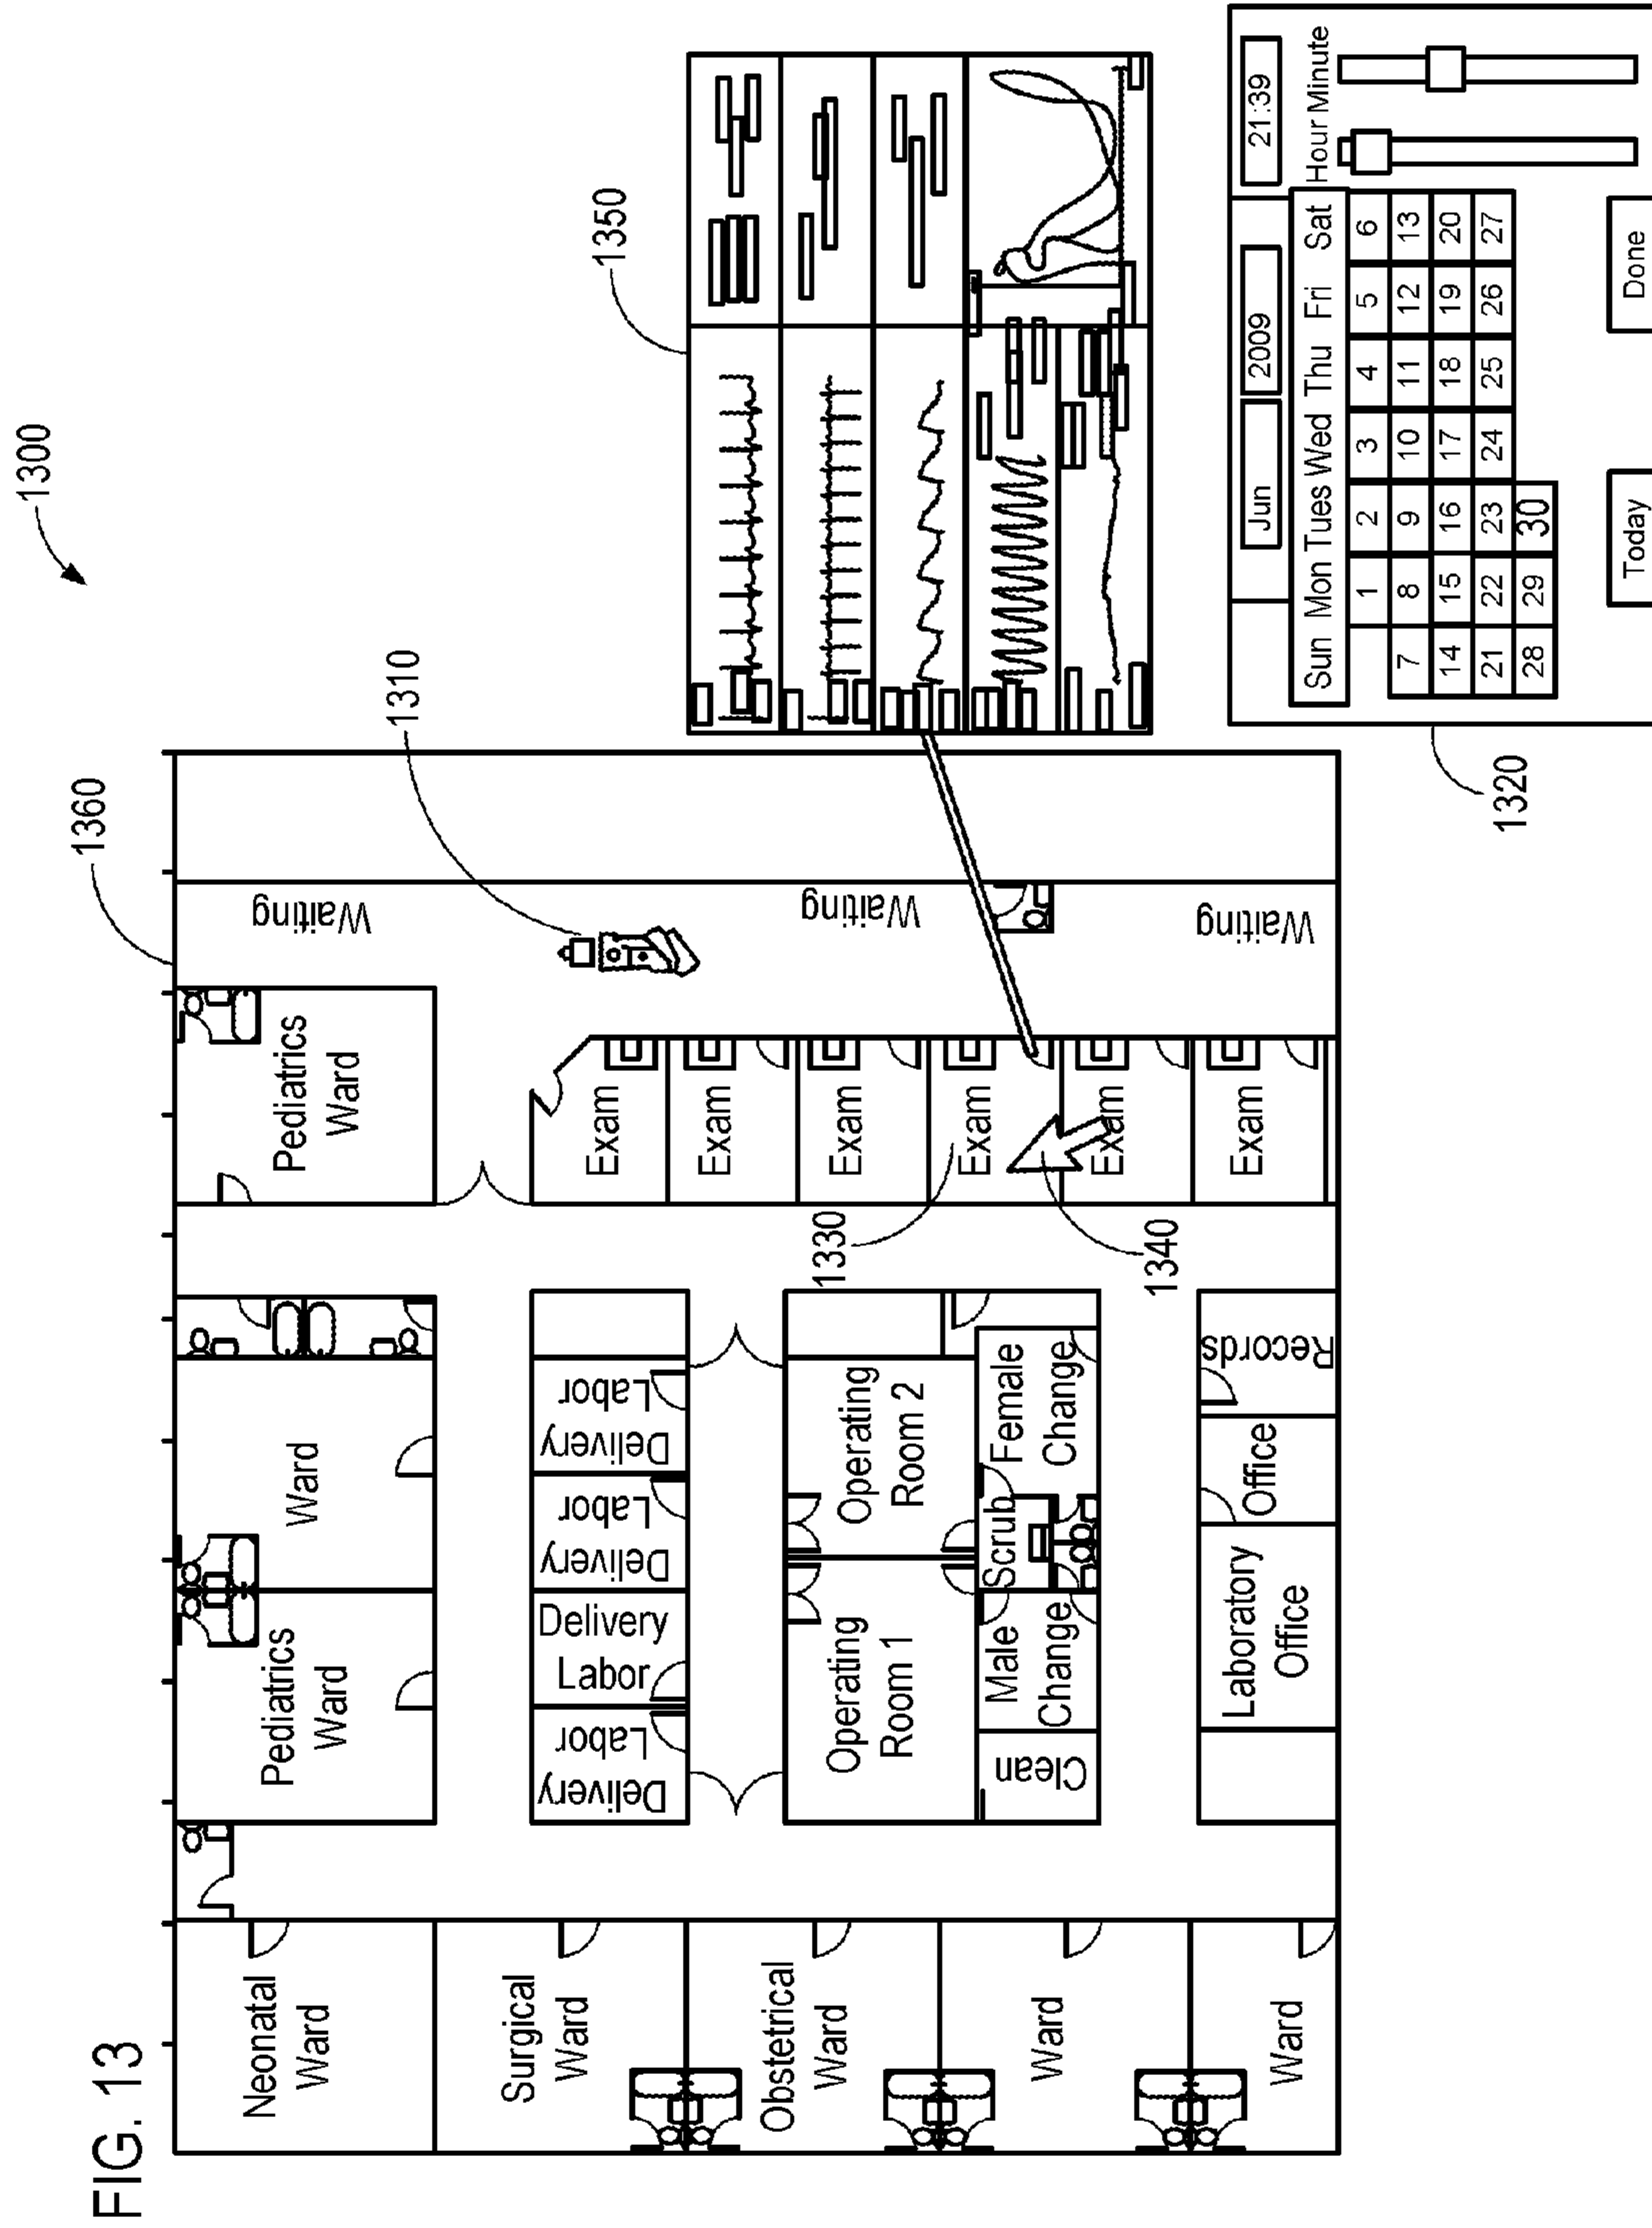 FIG. 13
1300
1360
1310
1350
Neonatal
Ward
Pediatrics
Ward
Ward
Pediatrics
Ward
Waiting
Surgical
Ward
Delivery
Labor
Delivery
Labor
Delivery
Labor
Delivery
Labor
Exam
Exam
Exam
Exam
Exam
Exam
Waiting
Waiting
Obstetrical
Ward
Operating
Room 1
Operating
Room 2
1330
1340
Ward
Clean
Male
Change
Scrub
Female
Change
Ward
Laboratory
Office
Office
Records
1320
Jun 2009 21:39
Sun Mon Tues Wed Thu Fri Sat Hour Minute
1 2 3 4 5 6
7 8 9 10 11 12 13
14 15 16 17 18 19 20
21 22 23 24 25 26 27
28 29 30
Today Done